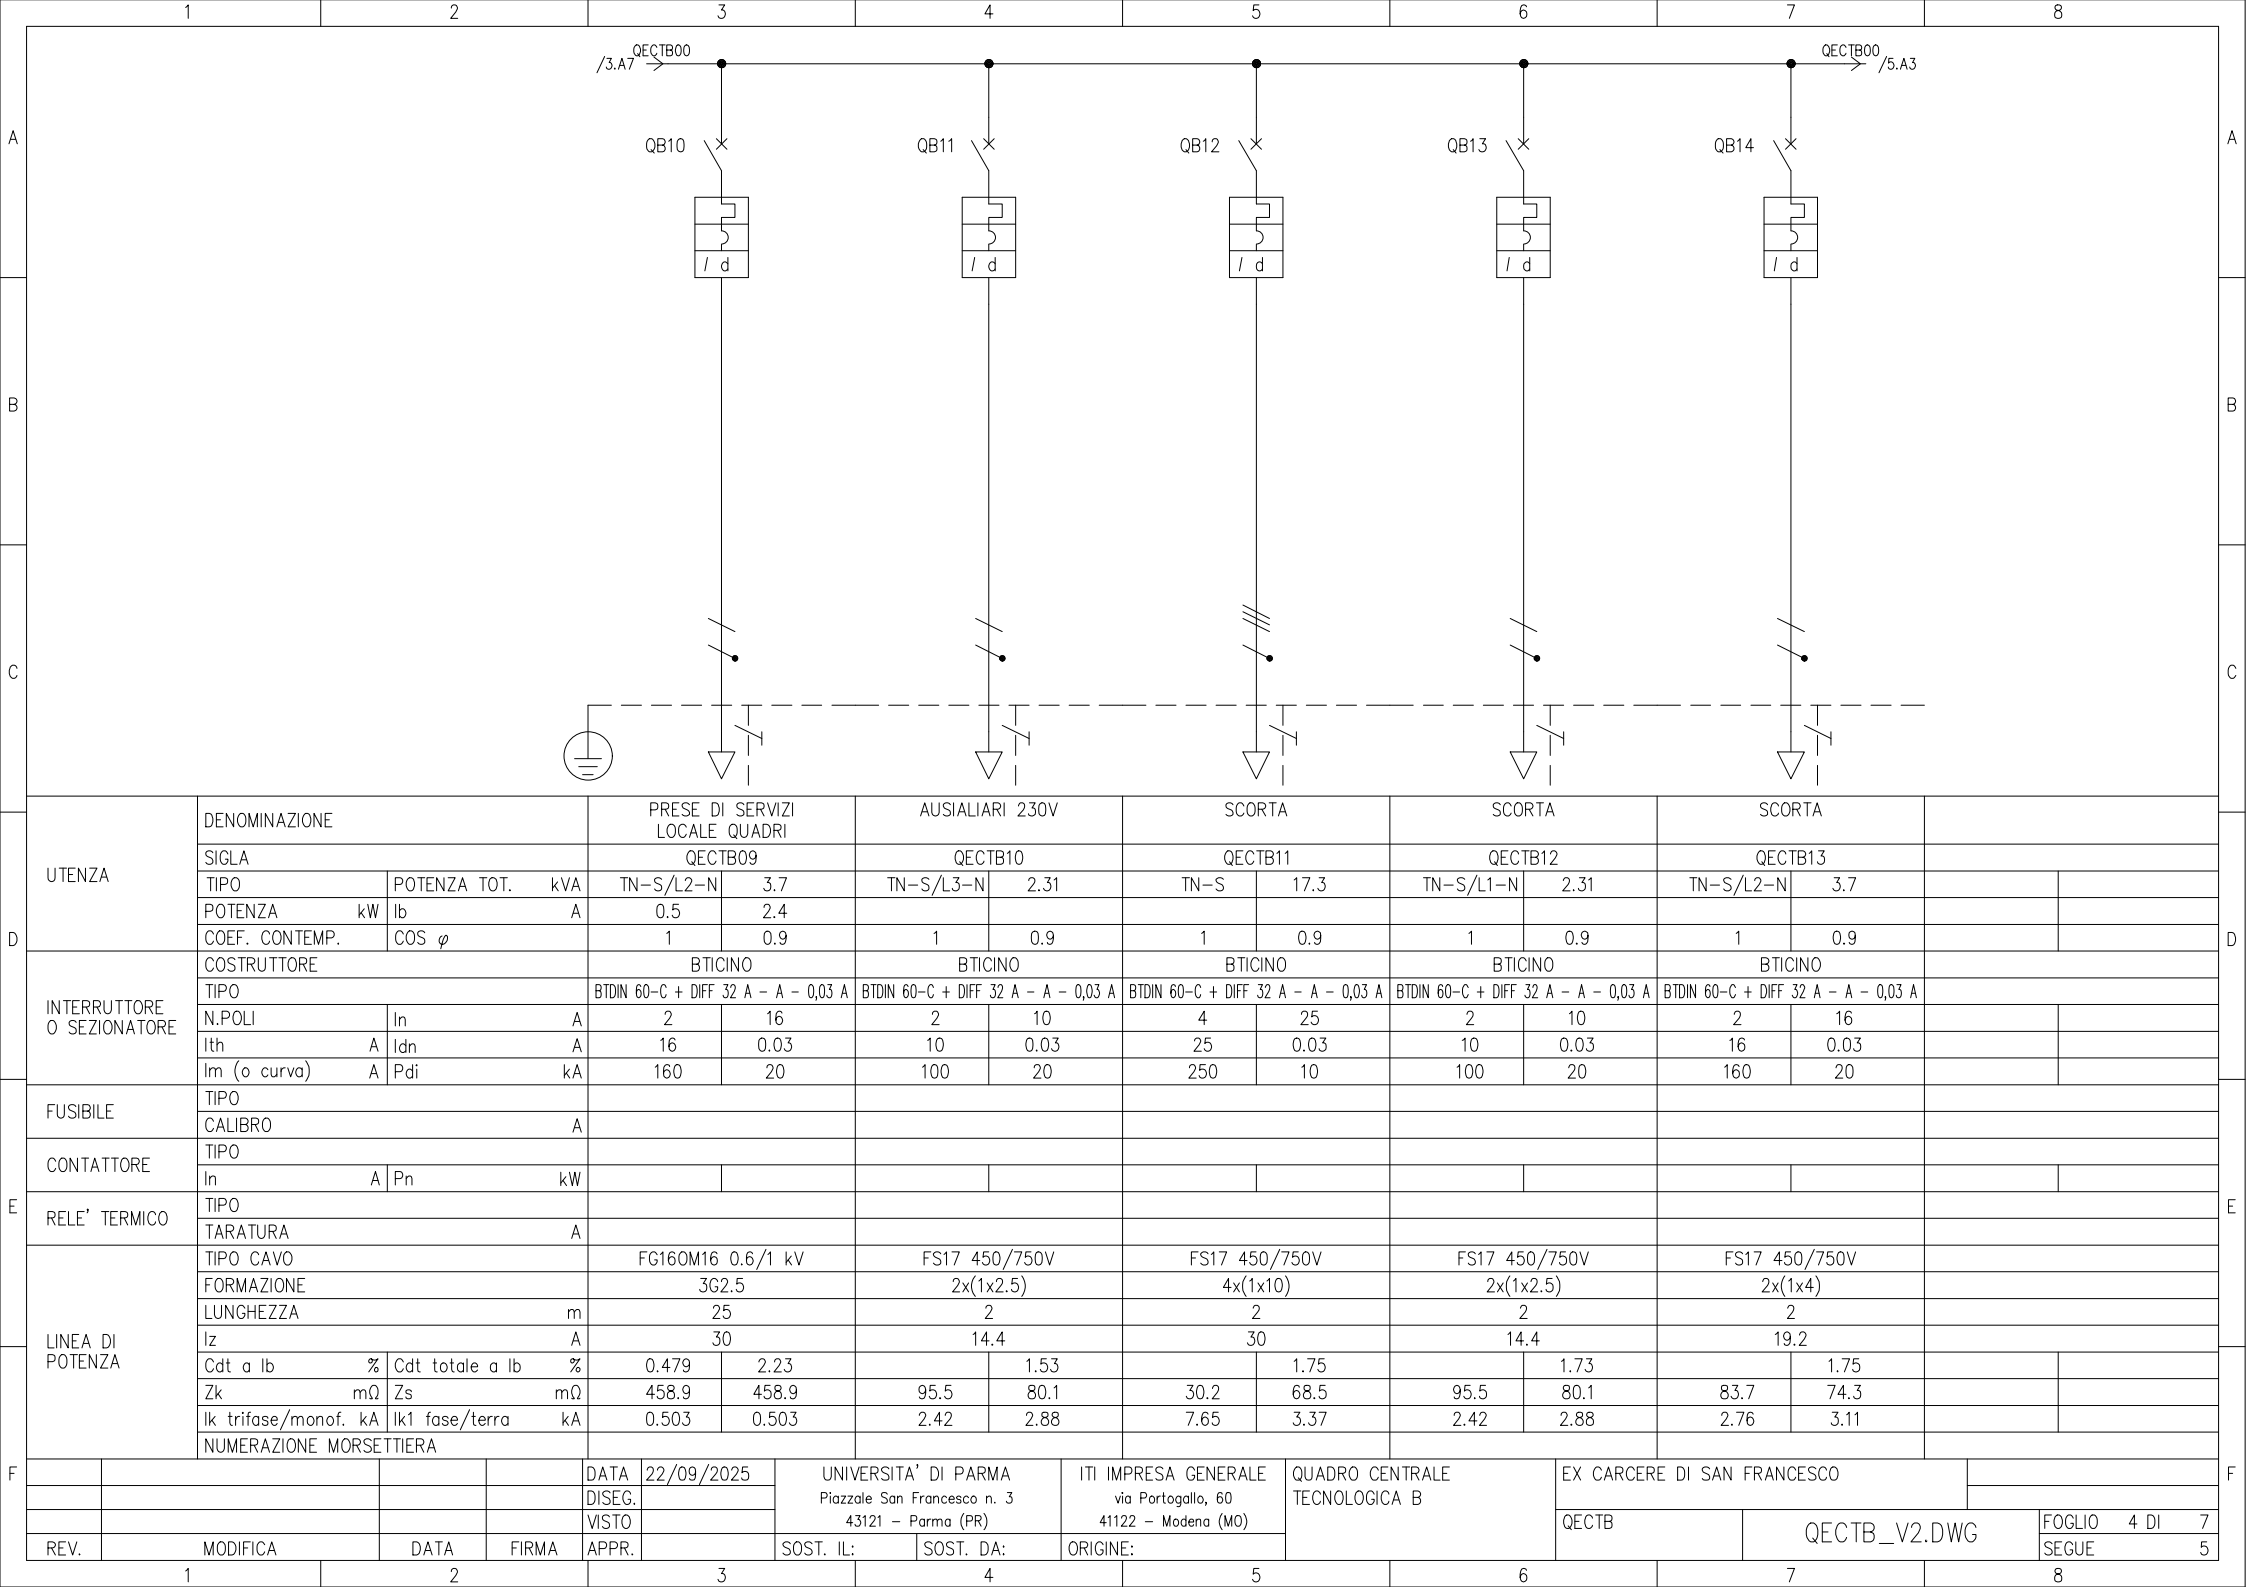 1 2 3 4 5 6 7 8
QECTB00 QECTB00
/3.A7 /5.A3
A QB10 QB11 QB12 QB13 QB14 A
I d I d I d I d I d
B B
C C
DENOMINAZIONE PRESE DI SERVIZI AUSIALIARI 230V SCORTA SCORTA SCORTA
LOCALE QUADRI
UTENZA
SIGLA QECTB09 QECTB10 QECTB11 QECTB12 QECTB13
TIPO POTENZA TOT. kVA TN-S/L2-N 3.7 TN-S/L3-N 2.31 TN-S 17.3 TN-S/L1-N 2.31 TN-S/L2-N 3.7
POTENZA kW Ib A 0.5 2.4
D COEF. CONTEMP. COS φ 1 0.9 1 0.9 1 0.9 1 0.9 1 0.9 D
COSTRUTTORE BTICINO BTICINO BTICINO BTICINO BTICINO
INTERRUTTORE
O SEZIONATORE
TIPO BTDIN 60-C + DIFF 32 A - A - 0,03 A BTDIN 60-C + DIFF 32 A - A - 0,03 A BTDIN 60-C + DIFF 32 A - A - 0,03 A BTDIN 60-C + DIFF 32 A - A - 0,03 A BTDIN 60-C + DIFF 32 A - A - 0,03 A
N.POLI In A 2 16 2 10 4 25 2 10 2 16
Ith A Idn A 16 0.03 10 0.03 25 0.03 10 0.03 16 0.03
Im (o curva) A Pdi kA 160 20 100 20 250 10 100 20 160 20
FUSIBILE
TIPO
CALIBRO A
CONTATTORE
TIPO
In A Pn kW
E RELE' TERMICO E
TIPO
TARATURA A
LINEA DI
POTENZA
TIPO CAVO FG16OM16 0.6/1 kV FS17 450/750V FS17 450/750V FS17 450/750V FS17 450/750V
FORMAZIONE 3G2.5 2x(1x2.5) 4x(1x10) 2x(1x2.5) 2x(1x4)
LUNGHEZZA m 25 2 2 2 2
Iz A 30 14.4 30 14.4 19.2
Cdt a Ib % Cdt totale a Ib % 0.479 2.23 1.53 1.75 1.73 1.75
Zk mΩ Zs mΩ 458.9 458.9 95.5 80.1 30.2 68.5 95.5 80.1 83.7 74.3
Ik trifase/monof. kA Ik1 fase/terra kA 0.503 0.503 2.42 2.88 7.65 3.37 2.42 2.88 2.76 3.11
NUMERAZIONE MORSETTIERA
F DATA 22/09/2025 UNIVERSITA' DI PARMA ITI IMPRESA GENERALE QUADRO CENTRALE EX CARCERE DI SAN FRANCESCO F
DISEG. Piazzale San Francesco n. 3 via Portogallo, 60 TECNOLOGICA B
VISTO 43121 - Parma (PR) 41122 - Modena (MO) QECTB QECTB_V2.DWG FOGLIO 4 DI 7
REV. MODIFICA DATA FIRMA APPR. SOST. IL: SOST. DA: ORIGINE: SEGUE 5
1 2 3 4 5 6 7 8